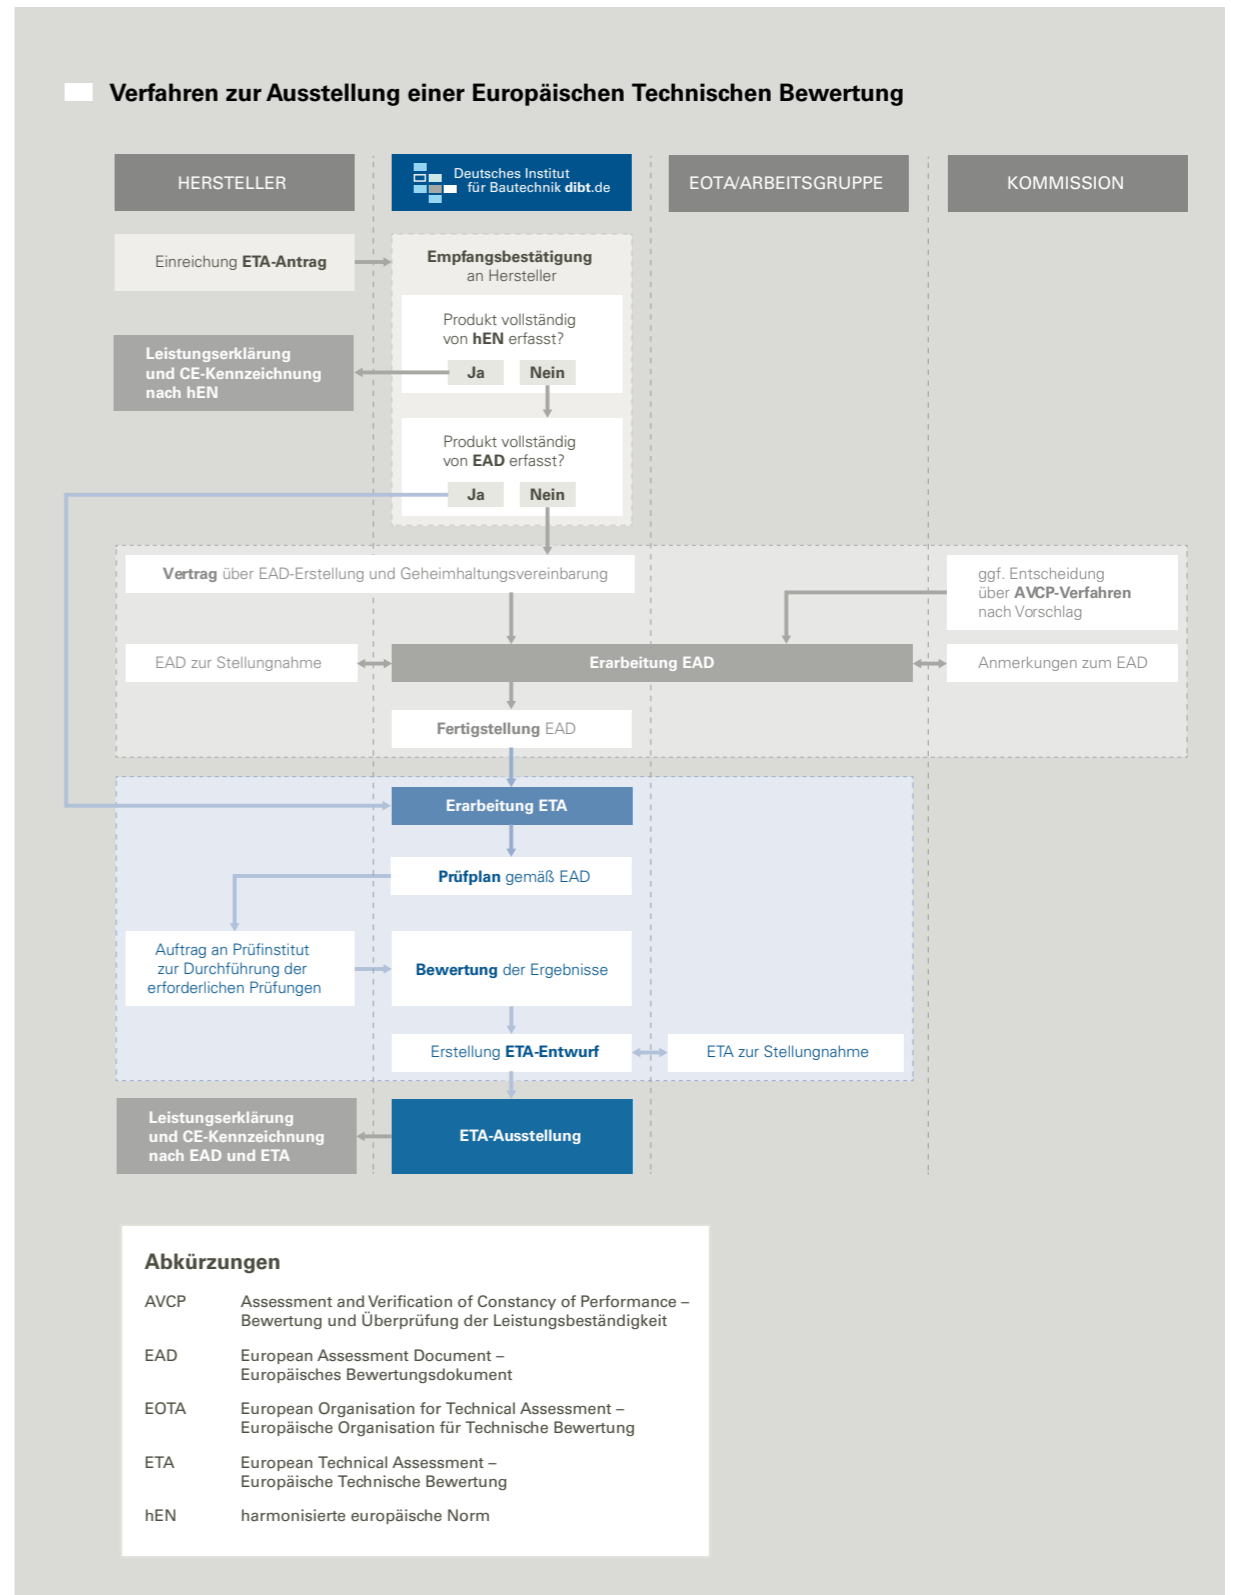 Verfahren zur Ausstellung einer Europäischen Technischen Bewertung
HERSTELLER
Deutsches Institut
für Bautechnik dibt.de
EOTA/ARBEITSGRUPPE
KOMMISSION
Einreichung ETA-Antrag
Empfangsbestätigung
an Hersteller
Produkt vollständig
von hEN erfasst?
Ja
Nein
Leistungserklärung
und CE-Kennzeichnung
nach hEN
Produkt vollständig
von EAD erfasst?
Ja
Nein
Vertrag über EAD-Erstellung und Geheimhaltungsvereinbarung
ggf. Entscheidung
über AVCP-Verfahren
nach Vorschlag
EAD zur Stellungnahme
Erarbeitung EAD
Anmerkungen zum EAD
Fertigstellung EAD
Erarbeitung ETA
Prüfplan gemäß EAD
Auftrag an Prüfinstitut
zur Durchführung der
erforderlichen Prüfungen
Bewertung der Ergebnisse
Erstellung ETA-Entwurf
ETA zur Stellungnahme
Leistungserklärung
und CE-Kennzeichnung
nach EAD und ETA
ETA-Ausstellung
Abkürzungen
AVCP Assessment and Verification of Constancy of Performance –
Bewertung und Überprüfung der Leistungsbeständigkeit
EAD European Assessment Document –
Europäisches Bewertungsdokument
EOTA European Organisation for Technical Assessment –
Europäische Organisation für Technische Bewertung
ETA European Technical Assessment –
Europäische Technische Bewertung
hEN harmonisierte europäische Norm